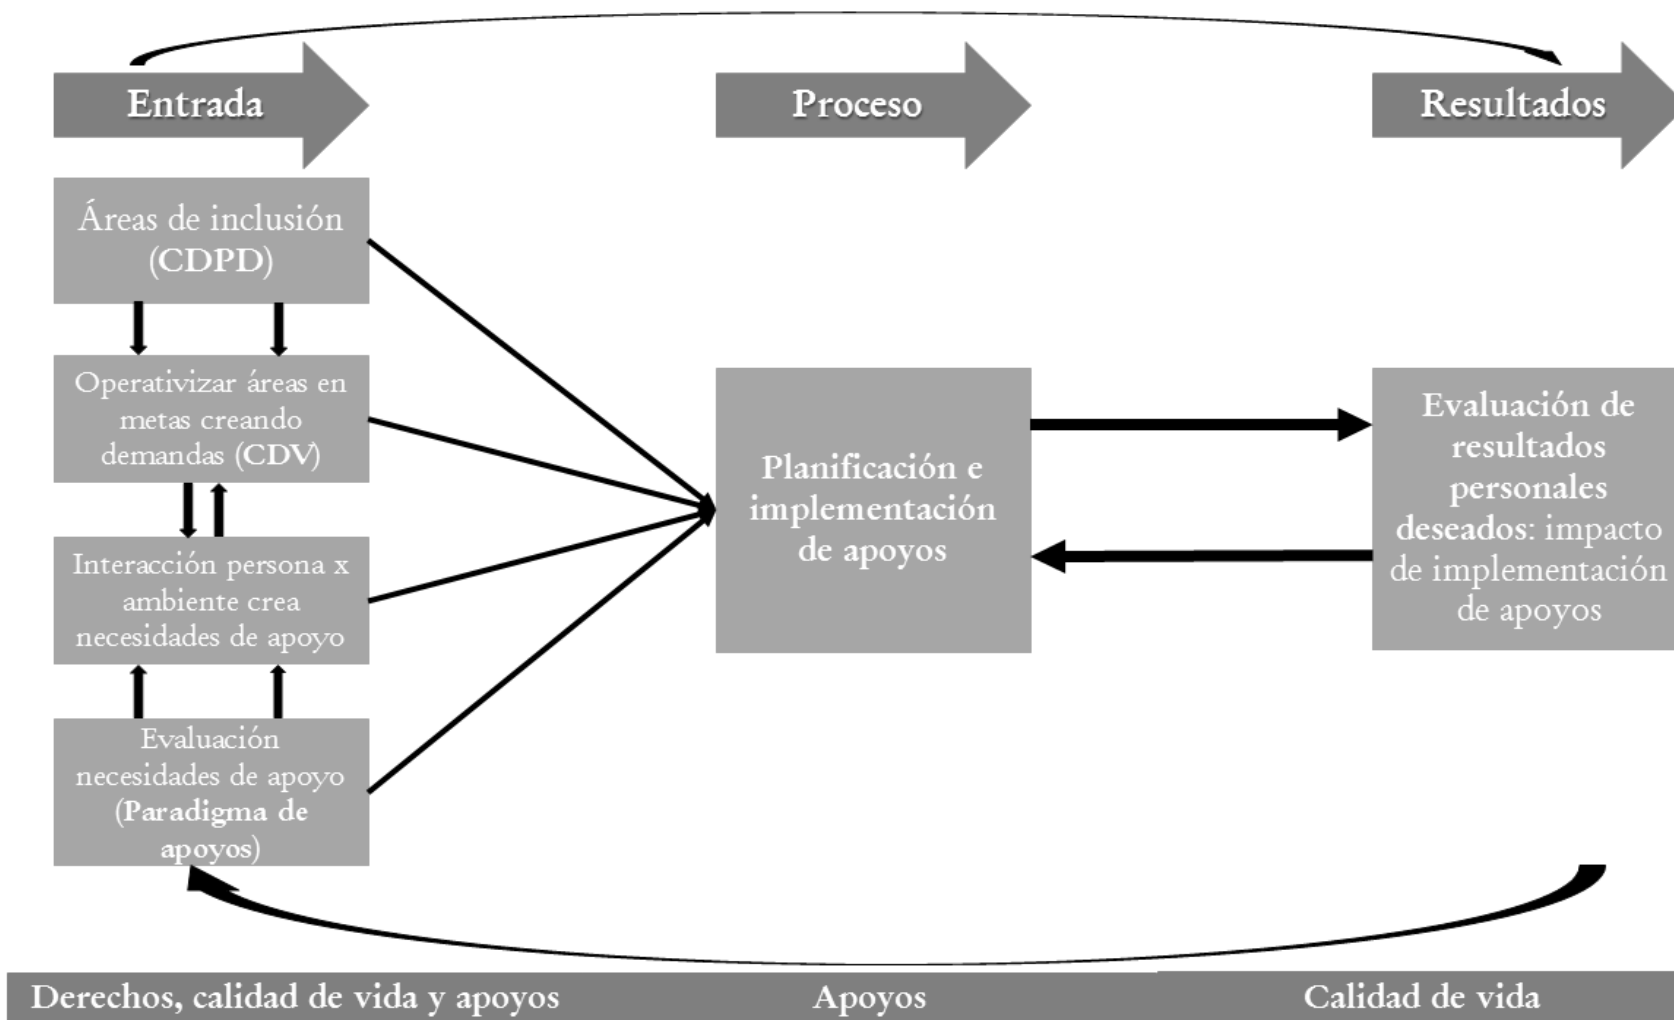 Entrada
Proceso
Resultados
Áreas de inclusión
(CDPD)
Operativizar áreas en
metas creando
demandas (CDV)
Interacción persona x
ambiente crea
necesidades de apoyo
Evaluación
necesidades de apoyo
(Paradigma de
apoyos)
Planificación e
implementación
de apoyos
Evaluación de
resultados
personales
deseados: impacto
de implementación
de apoyos
Derechos, calidad de vida y apoyos
Apoyos
Calidad de vida